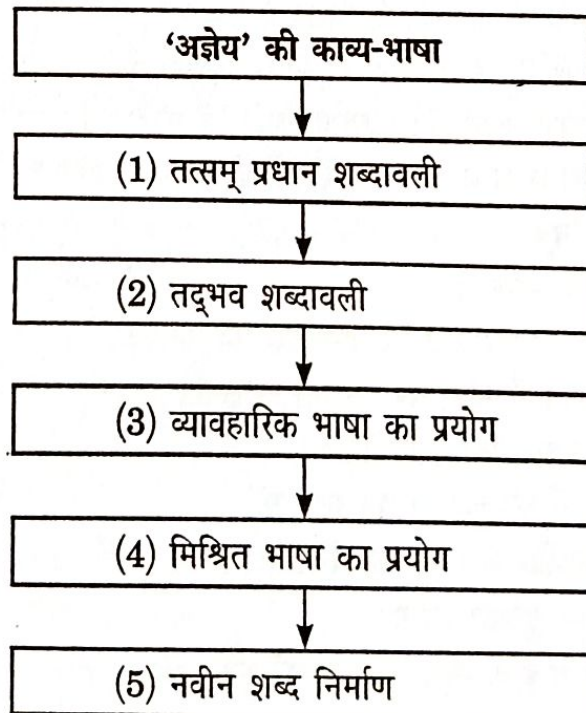 ‘अज्ञेय’ की काव्य-भाषा
(1) तत्सम् प्रधान शब्दावली
(2) तद्‌भव शब्दावली
(3) व्यावहारिक भाषा का प्रयोग
(4) मिश्रित भाषा का प्रयोग
(5) नवीन शब्द निर्माण